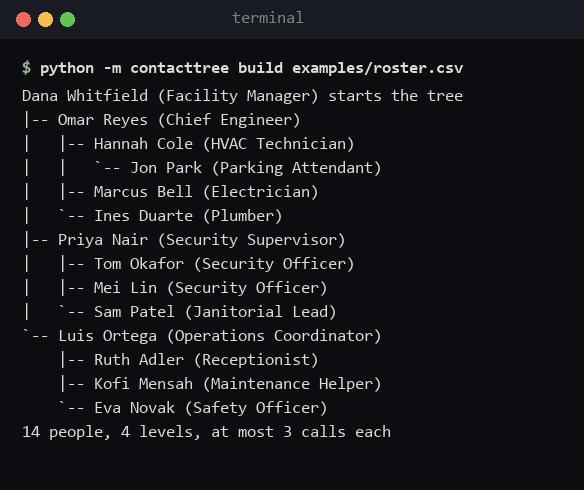 terminal
$ python -m contacttree build examples/roster.csv
Dana Whitfield (Facility Manager) starts the tree
|-- Omar Reyes (Chief Engineer)
|   |-- Hannah Cole (HVAC Technician)
|   |   `-- Jon Park (Parking Attendant)
|   |-- Marcus Bell (Electrician)
|   `-- Ines Duarte (Plumber)
|-- Priya Nair (Security Supervisor)
|   |-- Tom Okafor (Security Officer)
|   |-- Mei Lin (Security Officer)
|   `-- Sam Patel (Janitorial Lead)
`-- Luis Ortega (Operations Coordinator)
    |-- Ruth Adler (Receptionist)
    |-- Kofi Mensah (Maintenance Helper)
    `-- Eva Novak (Safety Officer)
14 people, 4 levels, at most 3 calls each